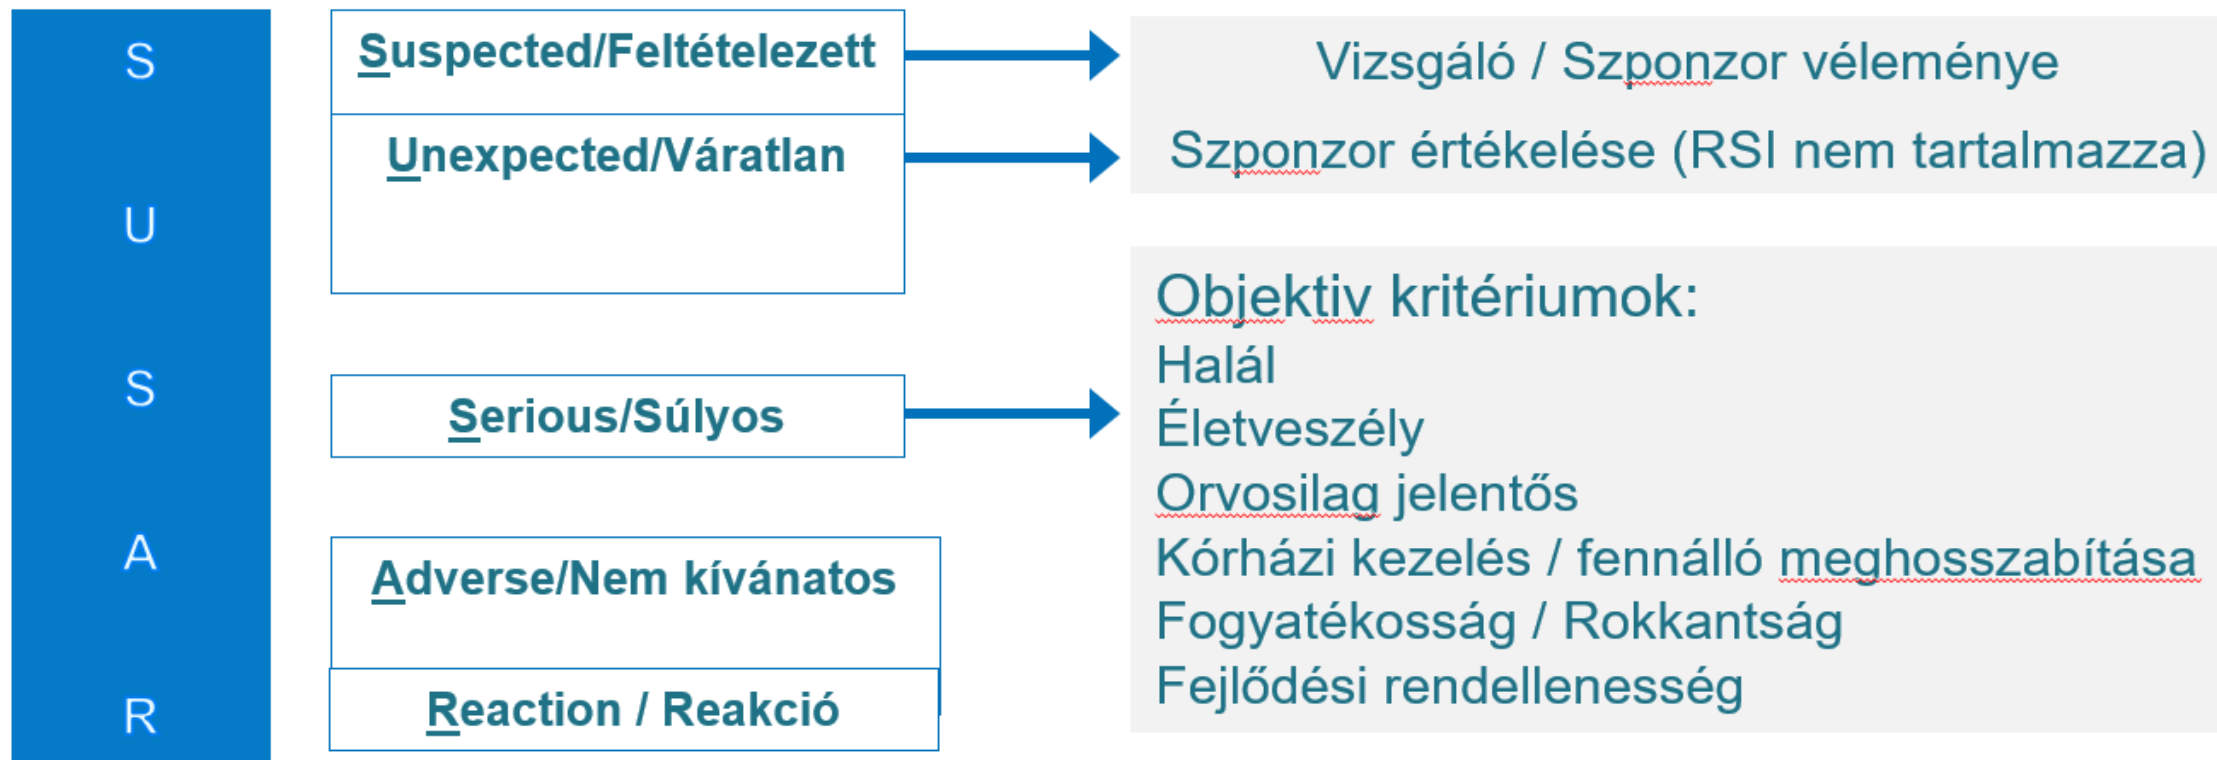 S
U
S
S
A
R
Suspected/Feltételezett
Unexpected/Váratlan
Serious/Súlyos
Adverse/Nem kívánatos
Reaction / Reakció
Vizsgáló / Szponzor véleménye
Szponzor értékelése (RSI nem tartalmazza)
Objektiv kritériumok:
Halál
Életveszély
Orvosilag jelentős
Kórházi kezelés / fennálló meghosszabítása
Fogyatékosság / Rokkantság
Fejlődési rendellenesség